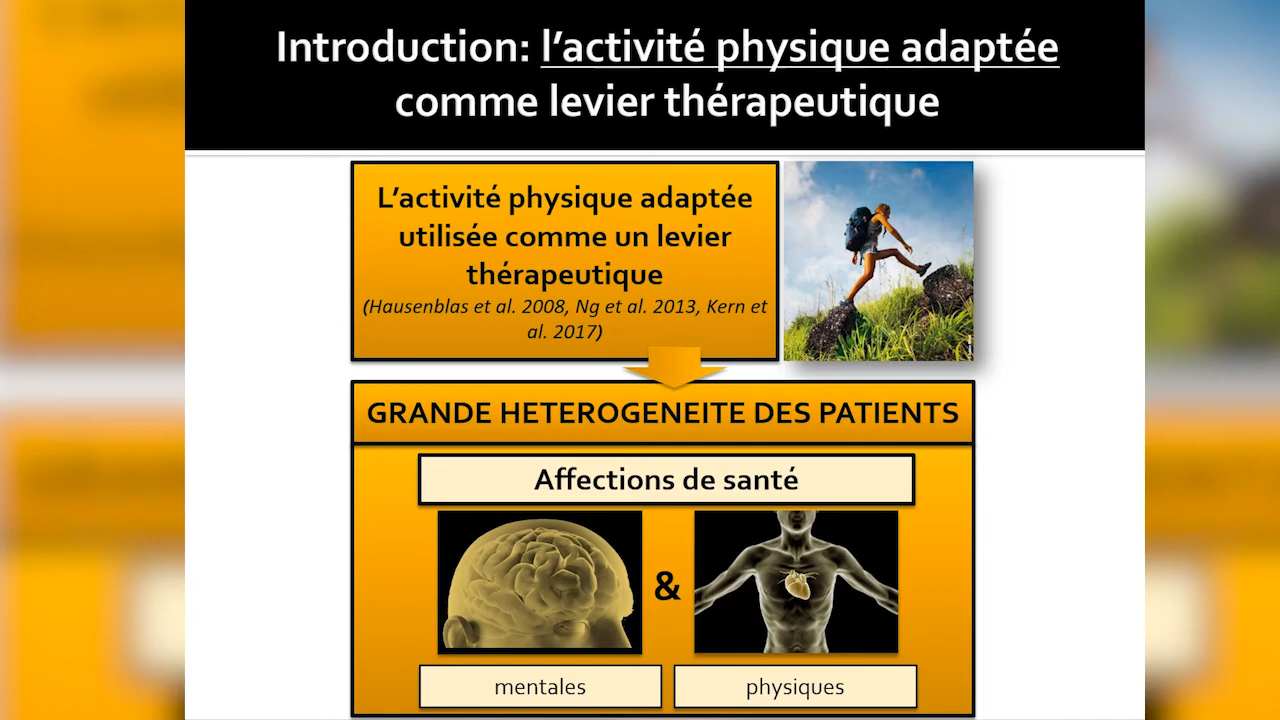 Introduction: l’activité physique adaptée
comme levier thérapeutique
L’activité physique adaptée
utilisée comme un levier
thérapeutique
(Hausenblas et al. 2008, Ng et al. 2013, Kern et
al. 2017)
GRANDE HETEROGENEITE DES PATIENTS
Affections de santé
&
mentales
physiques